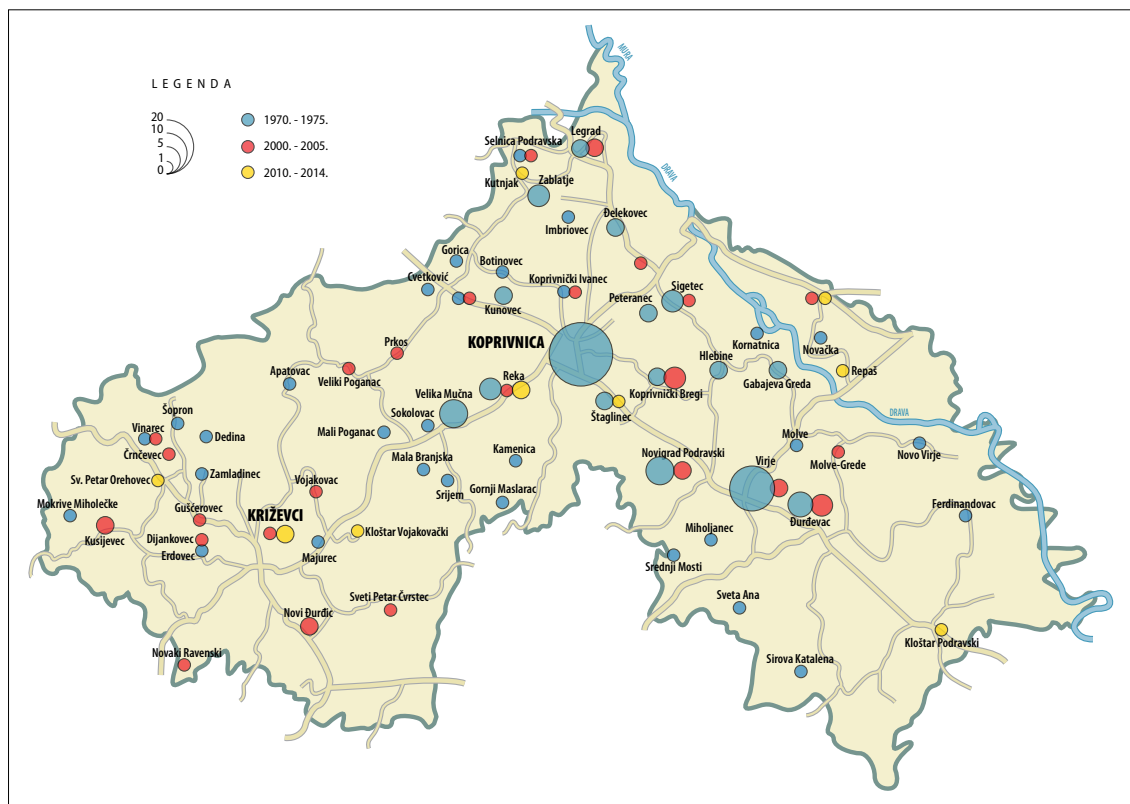 LEGENDA
20
10
5
1
0
1970. - 1975.
2000. - 2005.
2010. - 2014.
MURA
Legrad
Selnica Podravska
Kutnjak
Zablatje
DRAVA
Imbriovec
Đelekovec
Gorica
Botinovec
Cvetković
Koprivnički Ivanec
Kunovec
Peteranec
Sigetec
KOPRIVNICA
Kornatnica
Novačka
Prkos
Hlebine
Repaš
Apatovac
Veliki Poganac
Reka
Gabajeva Greda
Velika Mučna
Koprivnički Bregi
Štaglinec
DRAVA
Šopron
Sokolovac
Vinarec
Dedina
Mali Poganac
Molve
Novo Virje
Črnčevec
Kamenica
Novigrad Podravski
Virje
Molve-Grede
Mala Branjska
Sv. Petar Orehovec
Zamladinec
Vojakovac
Srijem
Gornji Maslarac
Mokrive Miholečke
Guščerovec
KRIŽEVCI
Ferdinandovac
Kusijevec
Dijankovec
Kloštar Vojakovački
Đurđevac
Miholjanec
Erdovec
Majurec
Srednji Mosti
Sveti Petar Čvrstec
Sveta Ana
Novi Đurđic
Kloštar Podravski
Novaki Ravenski
Sirova Katalena